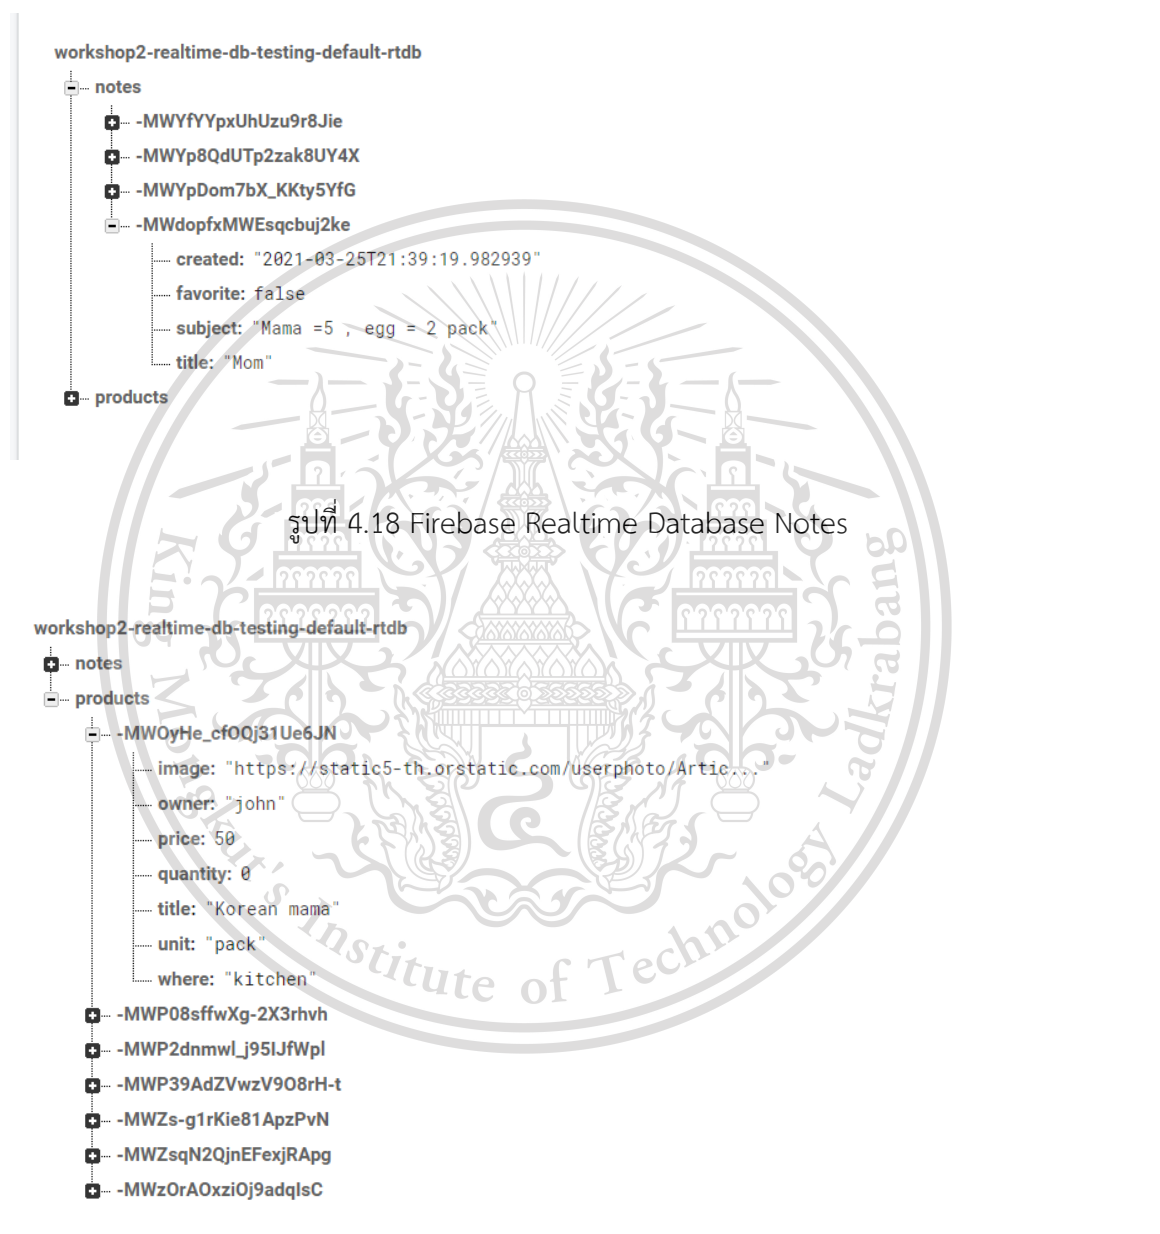 workshop2-realtime-db-testing-default-rtdb
notes
-MWYfYYpxUhUzu9r8Jie
-MWYp8QdUTp2zak8UY4X
-MWYpDom7bX_KKty5YfG
-MWdopfxMWEsqcbuj2ke
created: "2021-03-25T21:39:19.982939"
favorite: false
subject: "Mama =5 , egg = 2 pack"
title: "Mom"
products
รูปที่ 4.18 Firebase Realtime Database Notes
workshop2-realtime-db-testing-default-rtdb
notes
products
-MWOyHe_cfOQj31Ue6JN
image: "https://static5-th.orstatic.com/userphoto/Artic..."
owner: "john"
price: 50
quantity: 0
title: "Korean mama"
unit: "pack"
where: "kitchen"
-MWP08sffwXg-2X3rhvh
-MWP2dnmwl_j95IJfWpl
-MWP39AdZVwzV9O8rH-t
-MWZs-g1rKie81ApzPvN
-MWZsqN2QjnEFexjRApg
-MWzOrAOxziOj9adqIsC
King Mongkut's Institute of Technology Ladkrabang